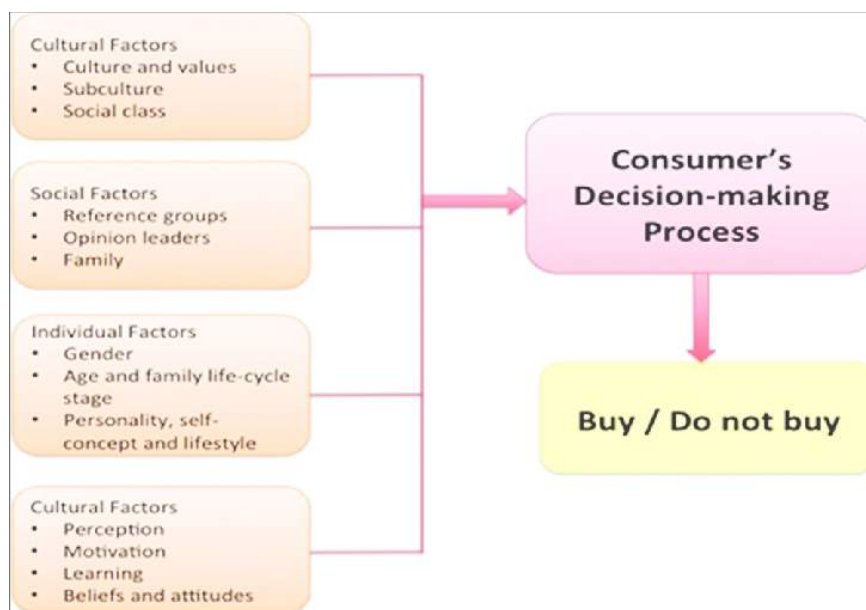 Cultural Factors
• Culture and values
• Subculture
• Social class
Social Factors
• Reference groups
• Opinion leaders
• Family
Individual Factors
• Gender
• Age and family life-cycle
stage
• Personality, self-
concept and lifestyle
Cultural Factors
• Perception
• Motivation
• Learning
• Beliefs and attitudes
Consumer’s
Decision-making
Process
Buy / Do not buy